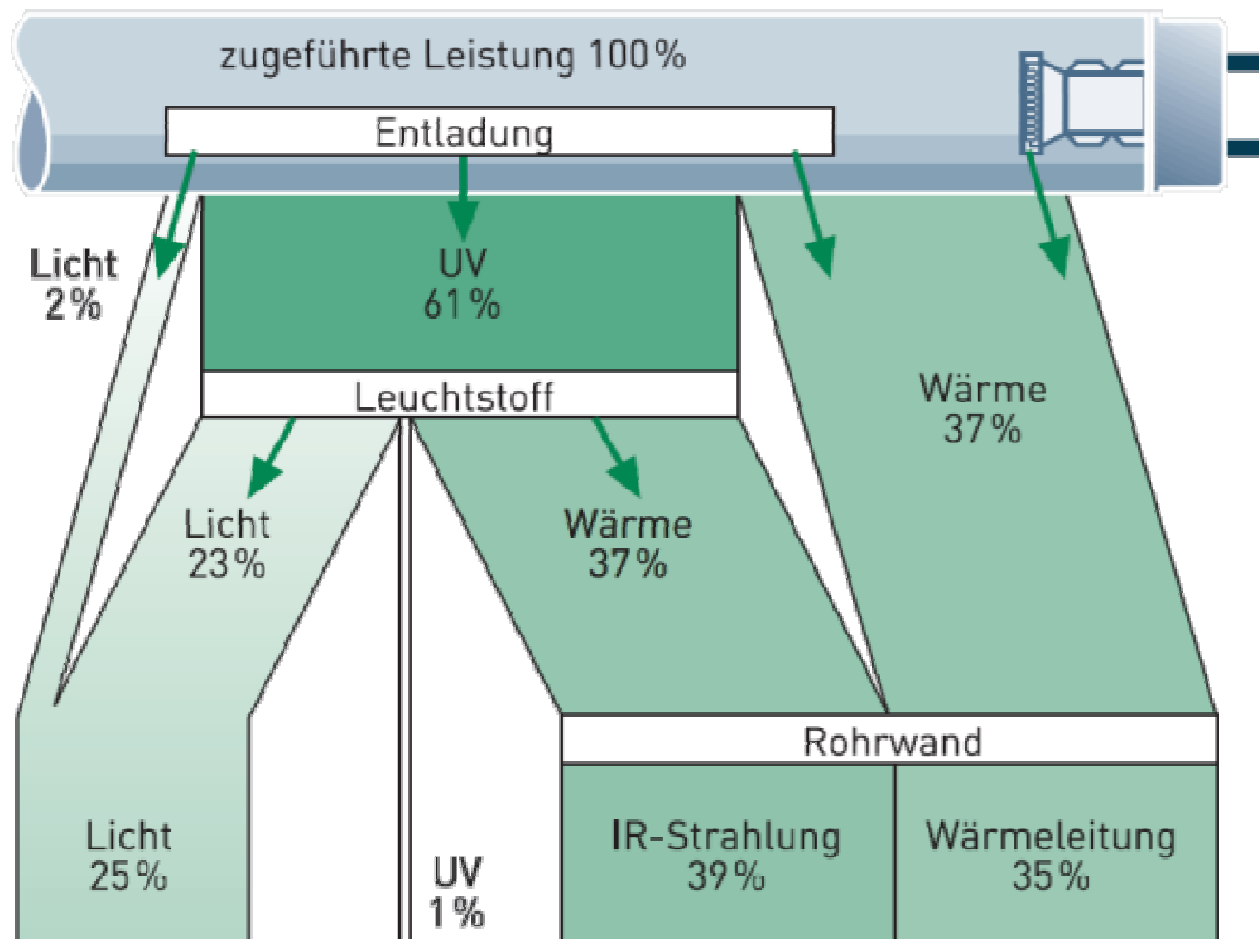 zugeführte Leistung 100%
Entladung
Licht
2%
UV
61%
Wärme
37%
Leuchtstoff
Licht
23%
Wärme
37%
Rohrwand
Licht
25%
UV
1%
IR-Strahlung
39%
Wärmeleitung
35%